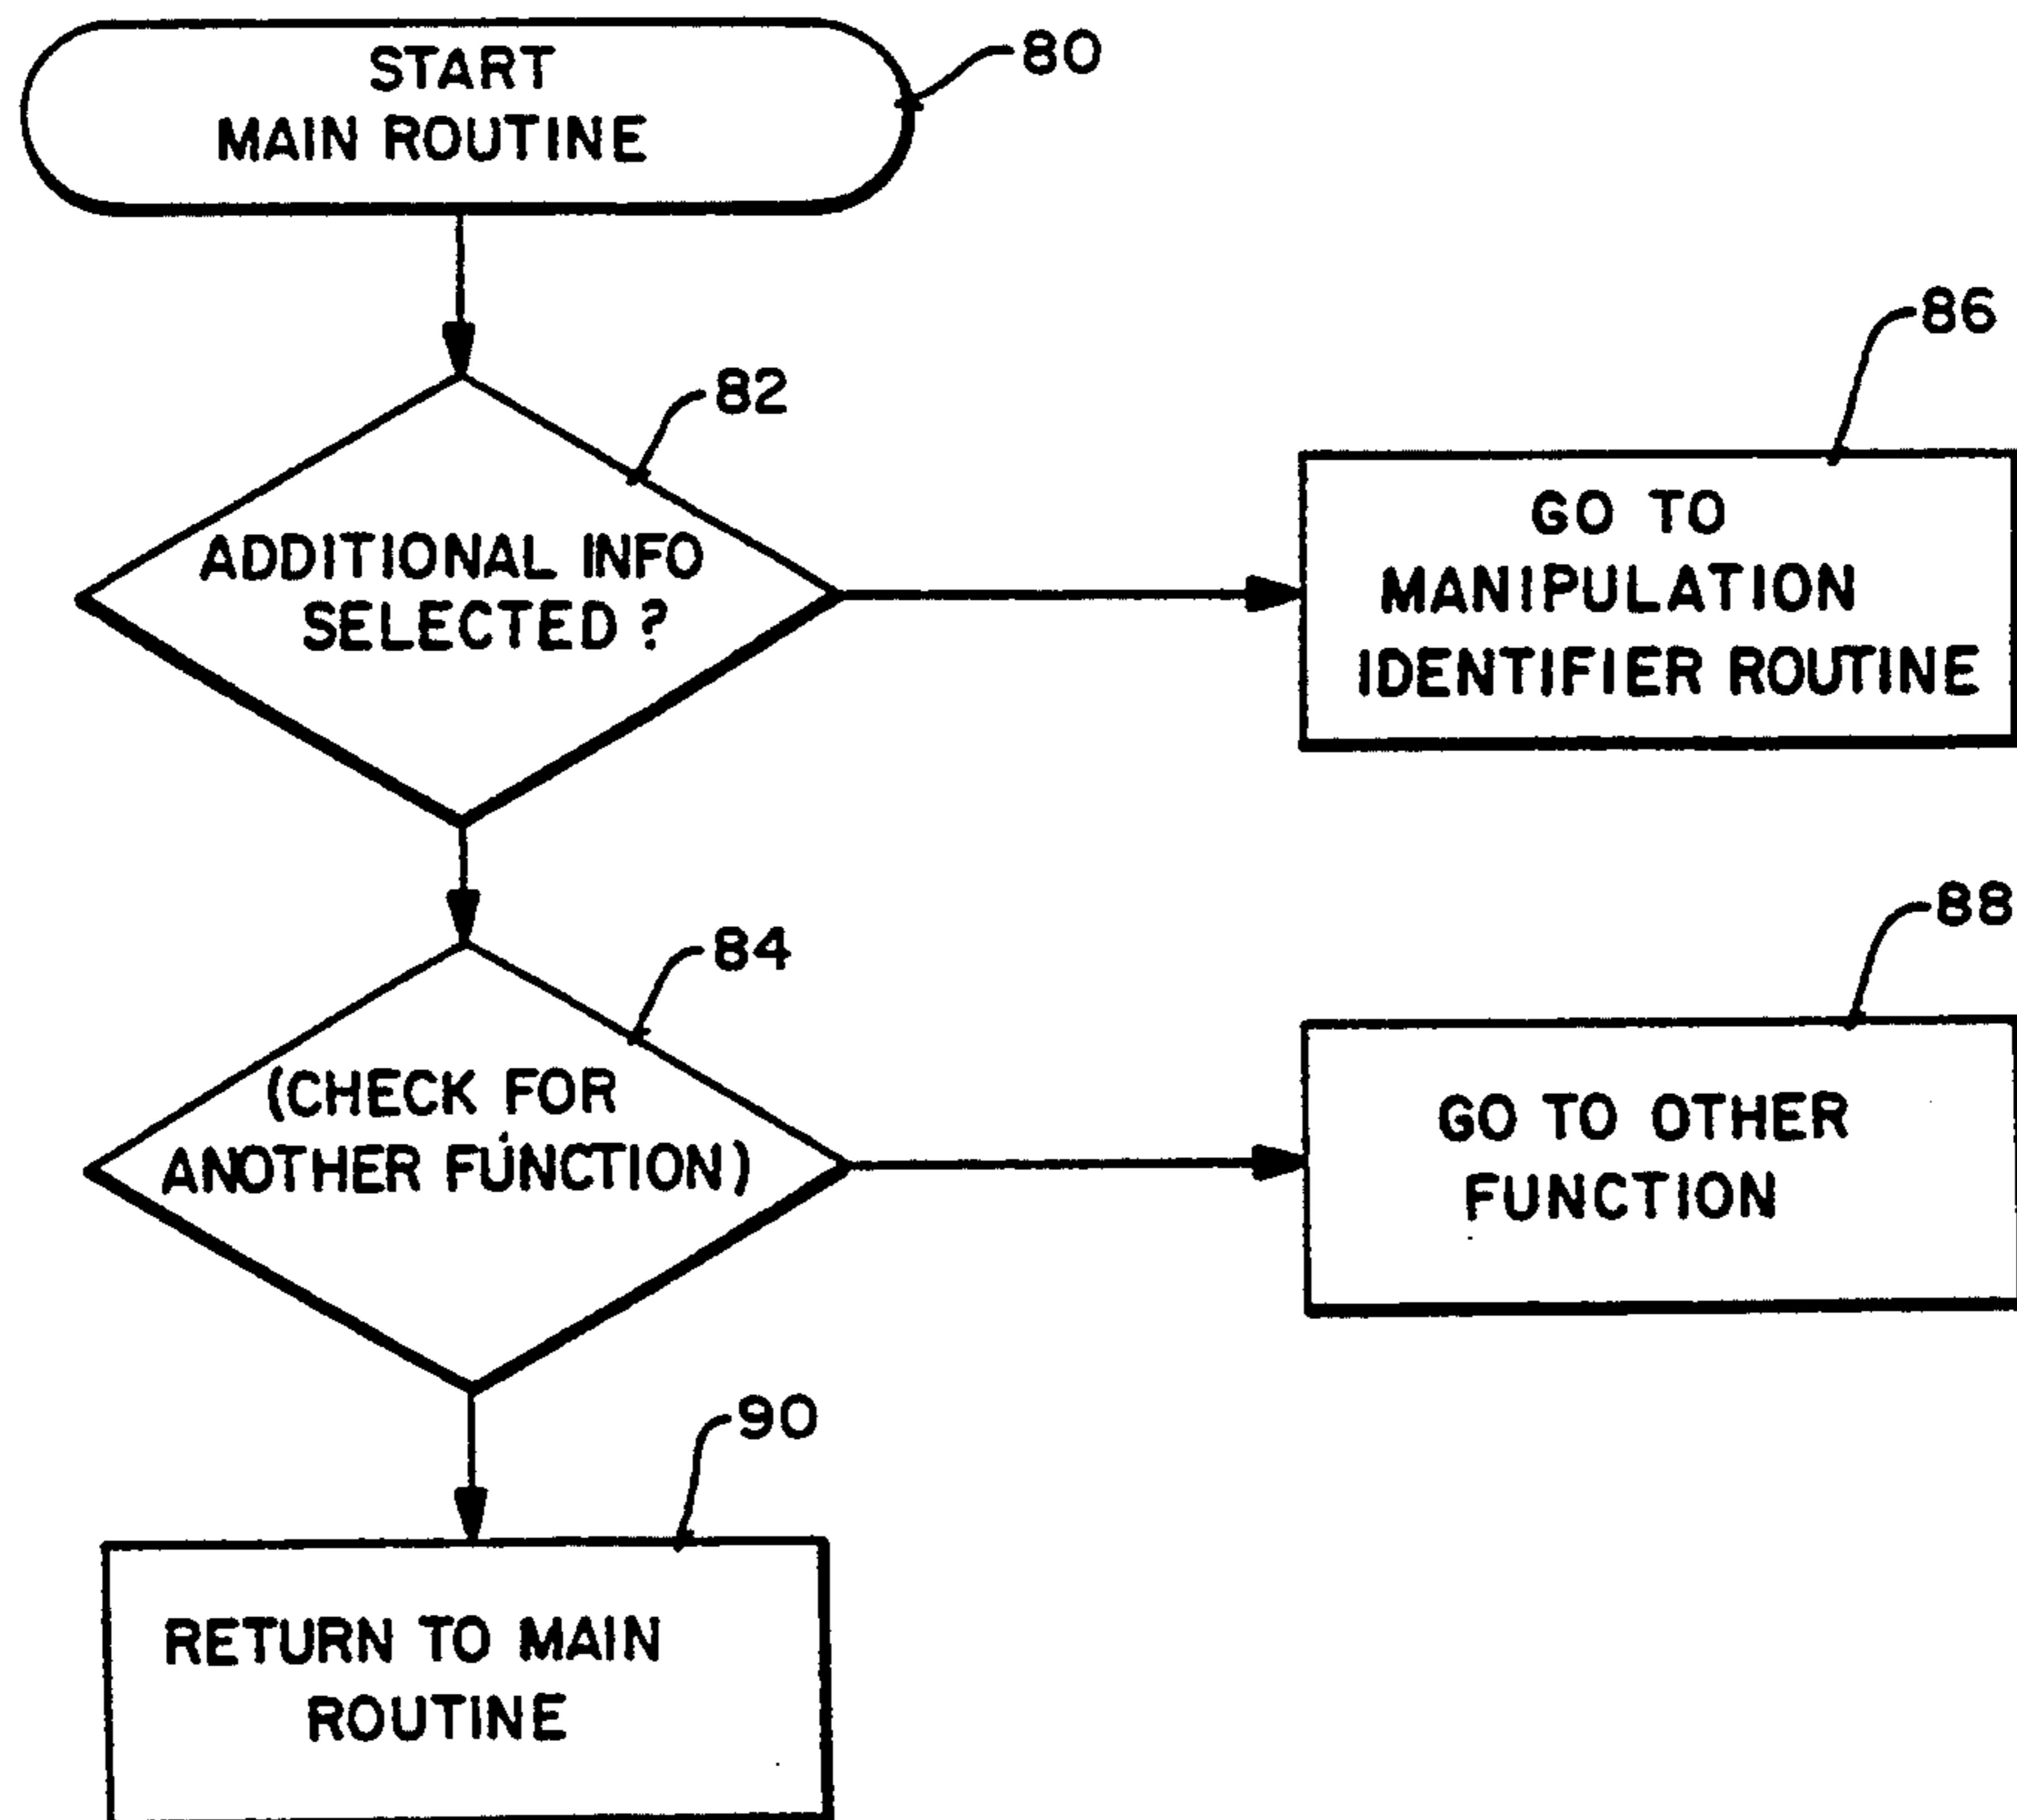 START
MAIN ROUTINE
80
82
ADDITIONAL INFO
SELECTED ?
86
GO TO
MANIPULATION
IDENTIFIER ROUTINE
84
(CHECK FOR
ANOTHER FUNCTION)
88
GO TO OTHER
FUNCTION
90
RETURN TO MAIN
ROUTINE